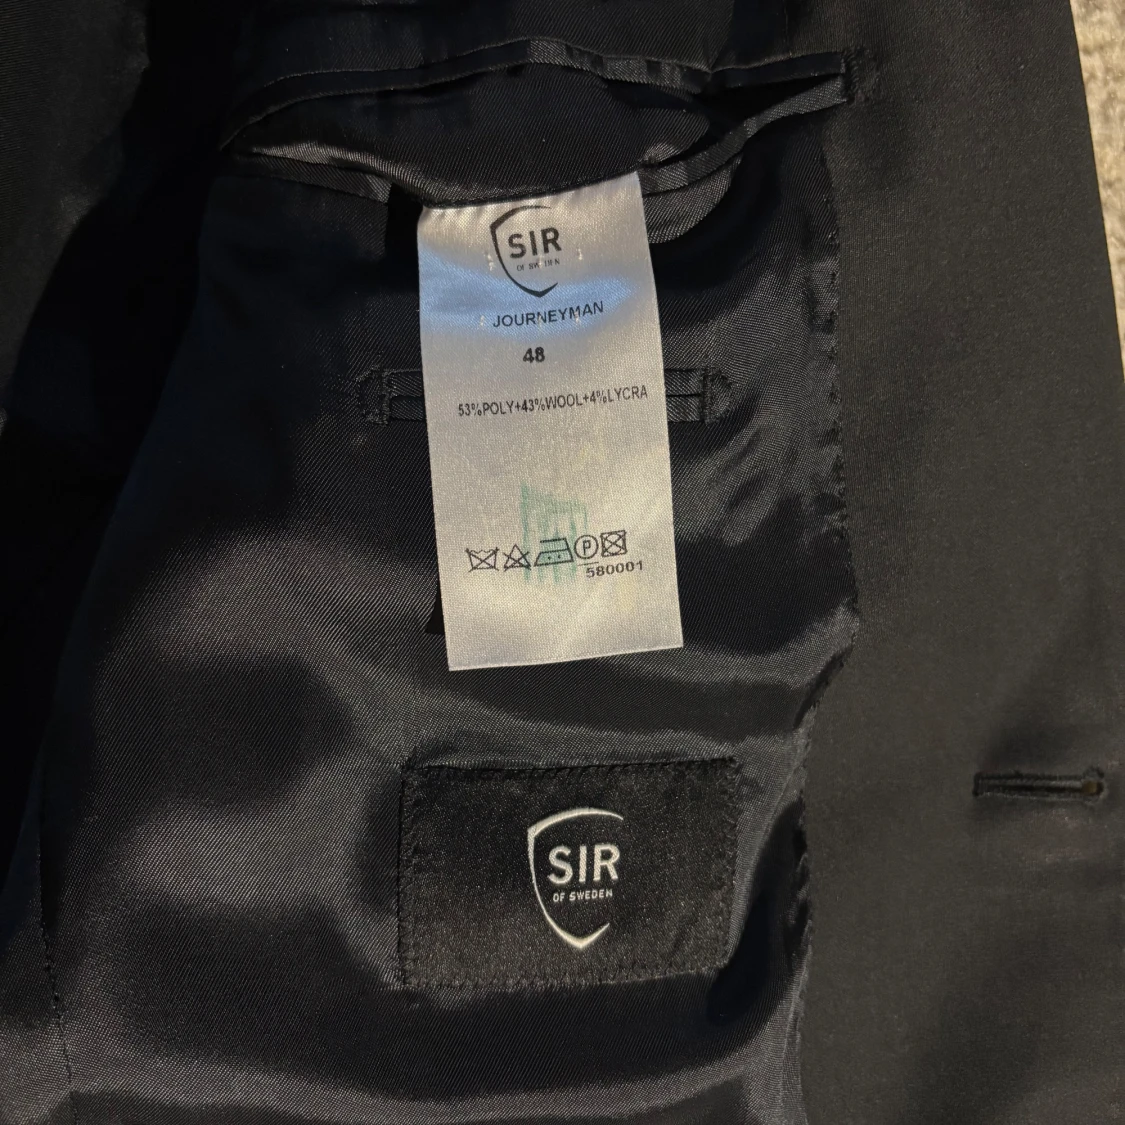 SIR
OF SWEDEN
JOURNEYMAN
48
53%POLY+43%WOOL+4%LYCRA
P
580001
SIR
OF SWEDEN